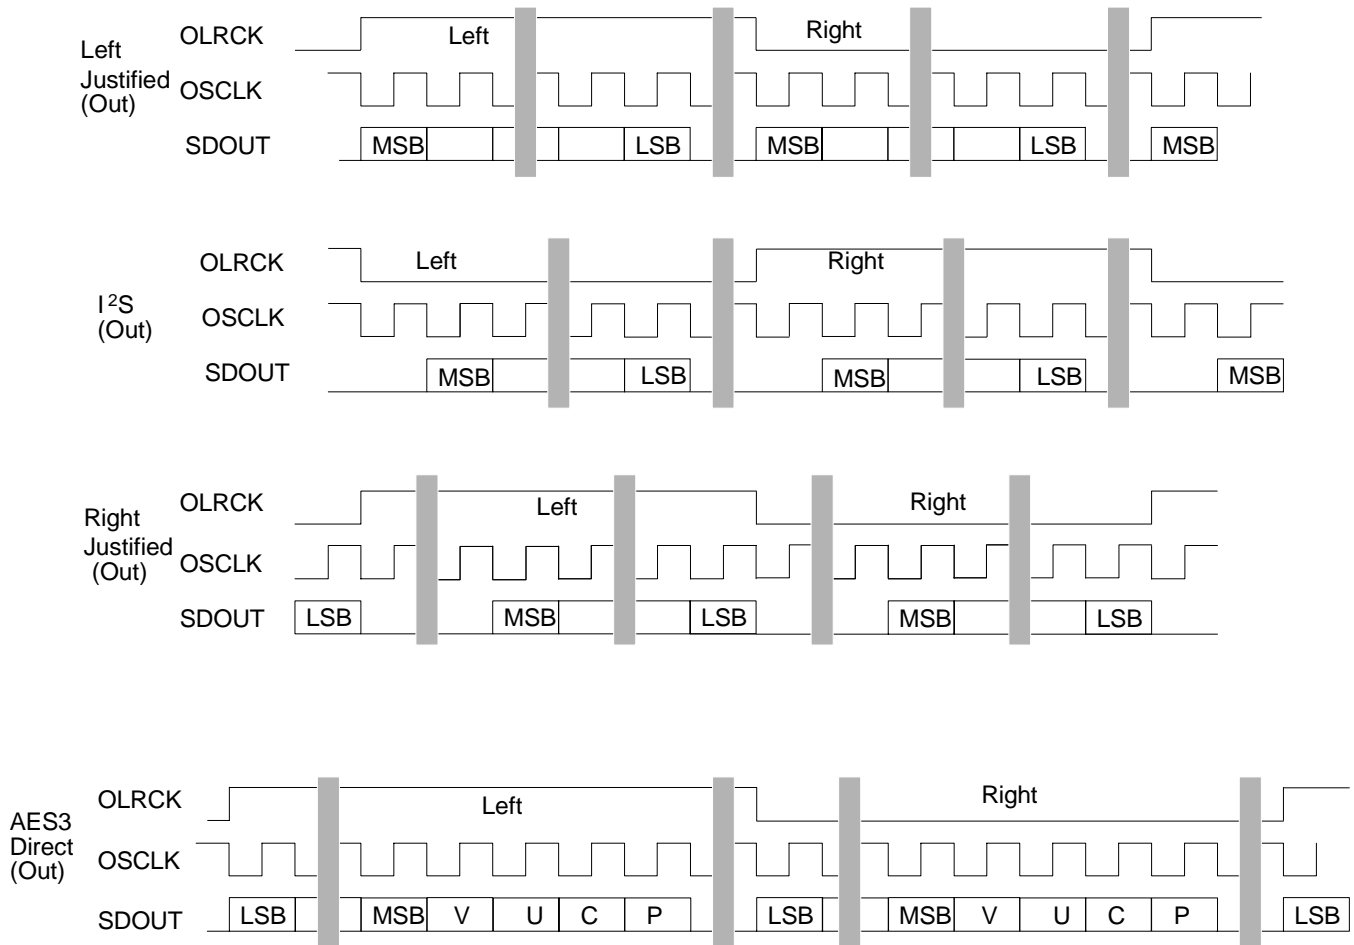 Left
Justified
(Out)
OLRCK Left Right
OSCLK
SDOUT MSB LSB MSB LSB MSB
I²S
(Out)
OLRCK Left Right
OSCLK
SDOUT MSB LSB MSB LSB MSB
Right
Justified
(Out)
OLRCK Left Right
OSCLK
SDOUT LSB MSB LSB MSB LSB
AES3
Direct
(Out)
OLRCK Left Right
OSCLK
SDOUT LSB MSB V U C P LSB MSB V U C P LSB